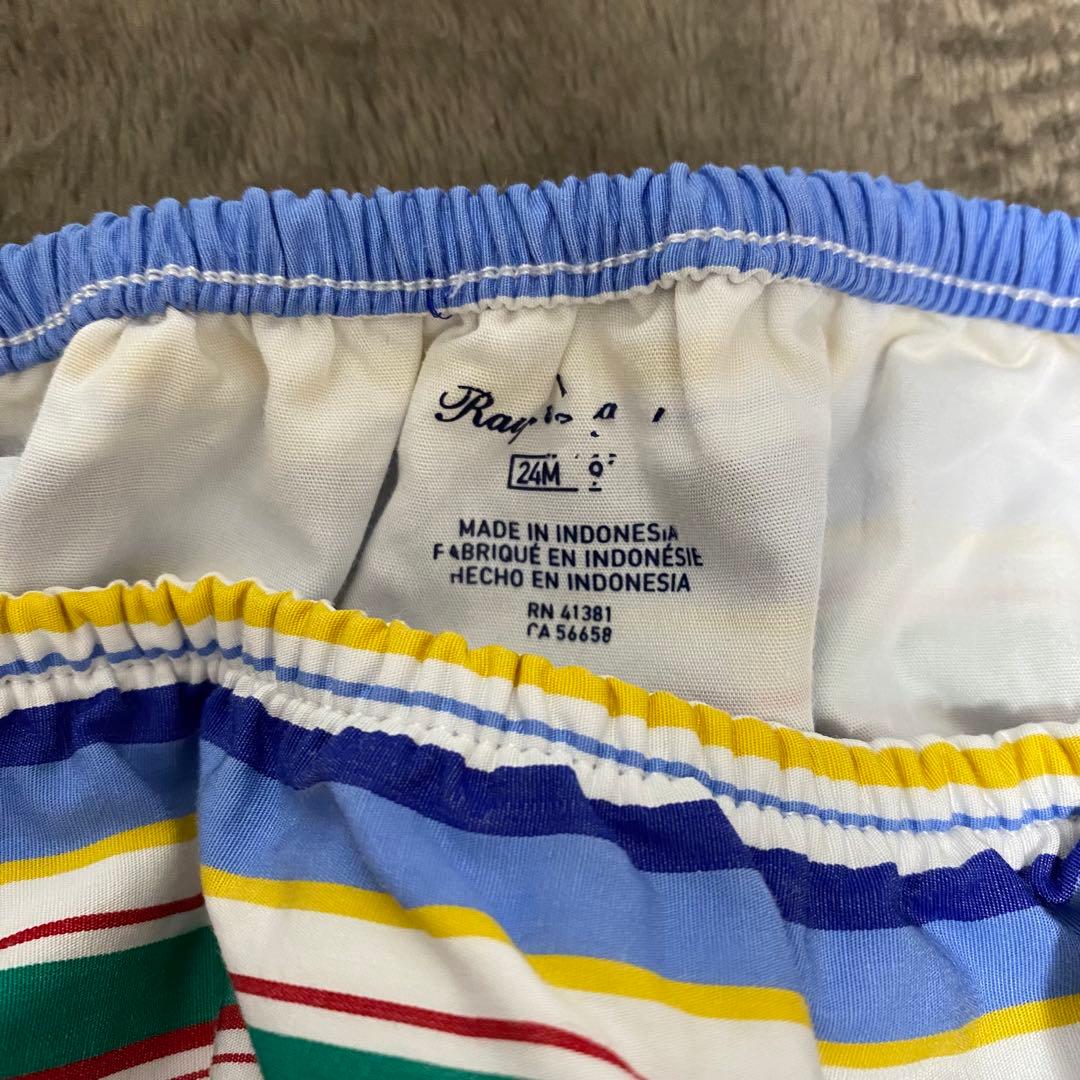 24M
MADE IN INDONESIA
FABRIQUÉ EN INDONÉSIE
HECHO EN INDONESIA
RN 41381
CA 56658